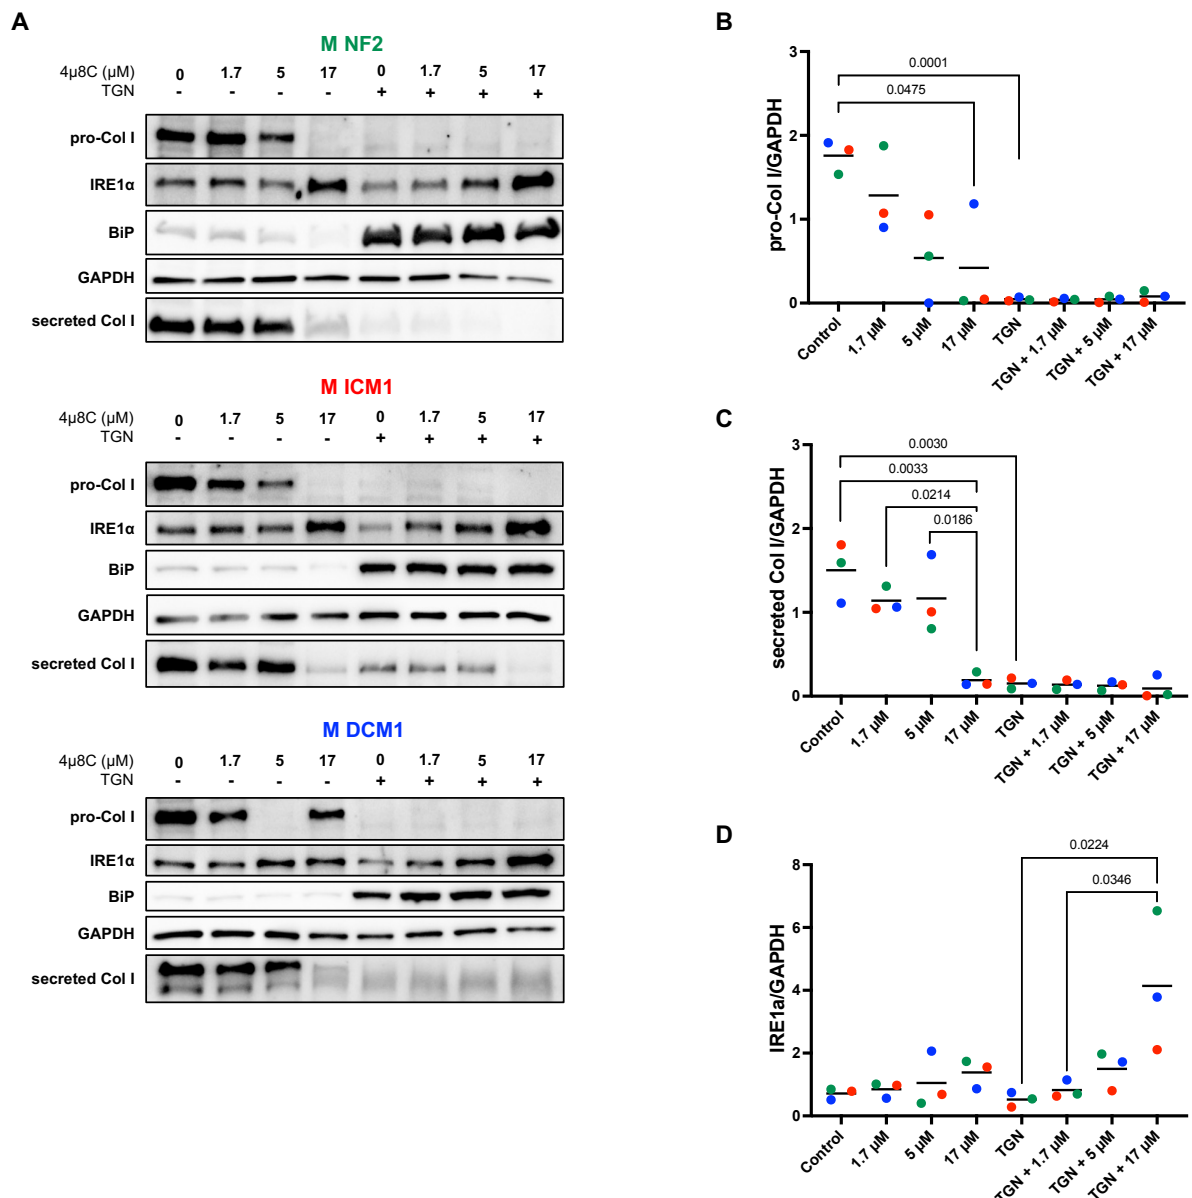 A
M NF2
4µ8C (µM) 0 1.7 5 17 0 1.7 5 17
TGN - - - - + + + +
pro-Col I
IRE1α
BiP
GAPDH
secreted Col I
M ICM1
4µ8C (µM) 0 1.7 5 17 0 1.7 5 17
TGN - - - - + + + +
pro-Col I
IRE1α
BiP
GAPDH
secreted Col I
M DCM1
4µ8C (µM) 0 1.7 5 17 0 1.7 5 17
TGN - - - - + + + +
pro-Col I
IRE1α
BiP
GAPDH
secreted Col I
B
pro-Col I/GAPDH
3
2
1
0
0.0001
0.0475
Control 1.7 µM 5 µM 17 µM TGN TGN + 1.7 µM TGN + 5 µM TGN + 17 µM
C
secreted Col I/GAPDH
3
2
1
0
0.0030
0.0033
0.0214
0.0186
Control 1.7 µM 5 µM 17 µM TGN TGN + 1.7 µM TGN + 5 µM TGN + 17 µM
D
IRE1a/GAPDH
8
6
4
2
0
0.0224
0.0346
Control 1.7 µM 5 µM 17 µM TGN TGN + 1.7 µM TGN + 5 µM TGN + 17 µM